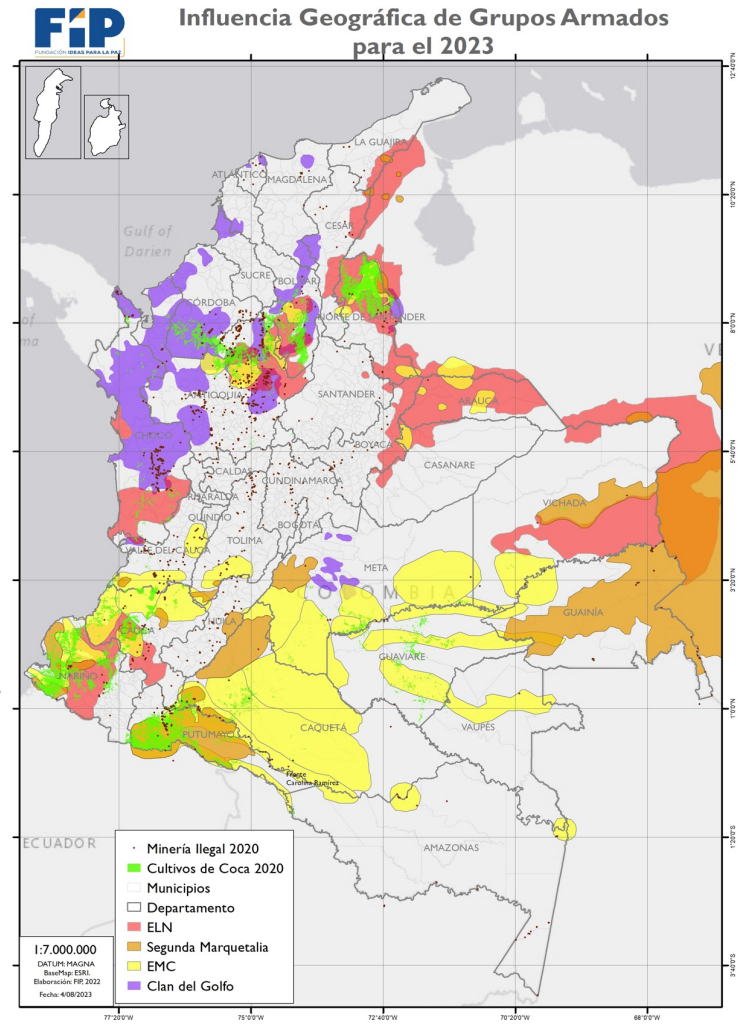 FIP
FUNDACIÓN IDEAS PARA LA PAZ
Influencia Geográfica de Grupos Armados
para el 2023
12°40'0"N
LA GUAJIRA
ATLÁNTICO
MAGDALENA
10°20'0"N
CESAR
Gulf of
Darien
SUCRE
BOLÍVAR
CÓRDOBA
NORTE DE SANTANDER
8°0'0"N
ANTIOQUIA
SANTANDER
ARAUCA
CHOCÓ
BOYACÁ
5°40'0"N
CALDAS
CASANARE
CUNDINAMARCA
RISARALDA
VICHADA
QUINDÍO
BOGOTÁ
TOLIMA
VALLE DEL CAUCA
META
3°20'0"N
COLOMBIA
GUAINÍA
HUILA
CAUCA
GUAVIARE
NARIÑO
1°0'0"N
CAQUETÁ
VAUPÉS
PUTUMAYO
Frente
Carolina Ramírez
ECUADOR
AMAZONAS
1°20'0"S
Minería Ilegal 2020
Cultivos de Coca 2020
Municipios
Departamento
ELN
Segunda Marquetalia
EMC
Clan del Golfo
1:7.000.000
DATUM: MAGNA
BaseMap: ESRI.
Elaboración: FIP, 2022
Fecha: 4/08/2023
3°40'0"S
77°20'0"W
75°0'0"W
72°40'0"W
70°20'0"W
68°0'0"W